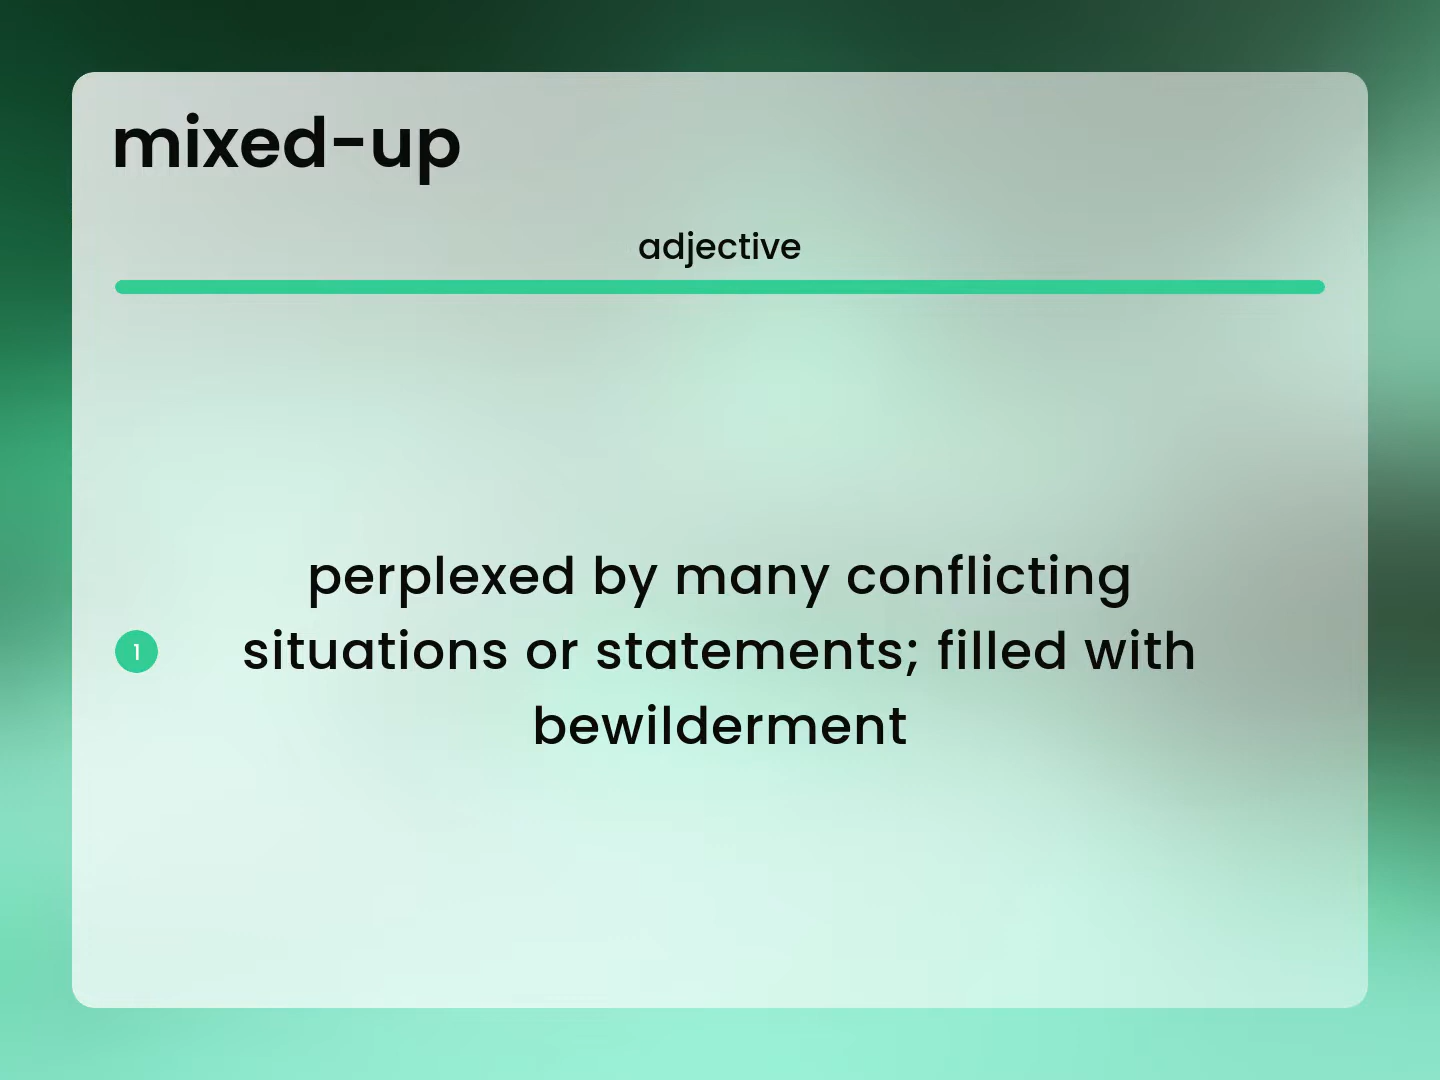 mixed-up
adjective
perplexed by many conflicting
1
situations or statements; filled with
bewilderment